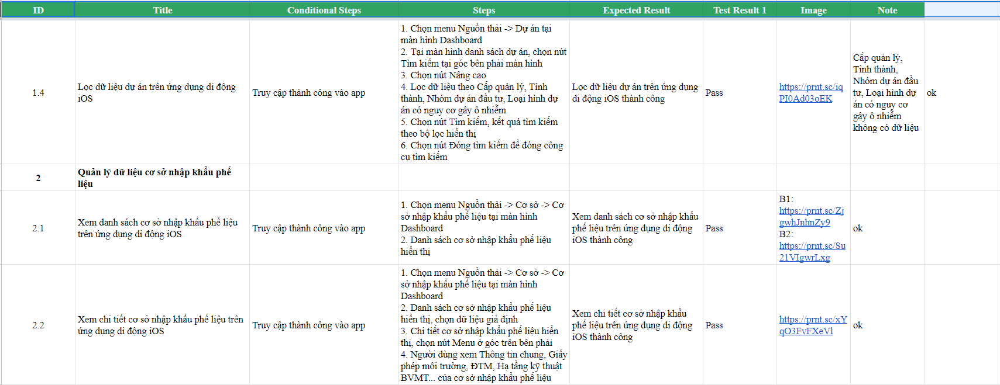 ID Title Conditional Steps Steps Expected Result Test Result 1 Image Note
1.4
Lọc dữ liệu dự án trên ứng dụng di động
iOS
Truy cập thành công vào app
1. Chọn menu Nguồn thải -> Dự án tại
màn hình Dashboard
2. Tại màn hình danh sách dự án, chọn nút
Tìm kiếm tại góc bên phải màn hình
3. Chọn nút Nâng cao
4. Lọc dữ liệu theo Cấp quản lý, Tỉnh
thành, Nhóm dự án đầu tư, Loại hình dự
án có nguy cơ gây ô nhiễm
5. Chọn nút Tìm kiếm, kết quả tìm kiếm
theo bộ lọc hiển thị
6. Chọn nút Đóng tìm kiếm để đóng công
cụ tìm kiếm
Lọc dữ liệu dự án trên ứng dụng
di động iOS thành công
Pass
https://prnt.sc/iq
PI0Ad03oEK
Cấp quản lý,
Tỉnh thành,
Nhóm dự án đầu
tư, Loại hình dự
án có nguy cơ
gây ô nhiễm
không có dữ liệu
ok
2
Quản lý dữ liệu cơ sở nhập khẩu phế
liệu
2.1
Xem danh sách cơ sở nhập khẩu phế liệu
trên ứng dụng di động iOS
Truy cập thành công vào app
1. Chọn menu Nguồn thải -> Cơ sở -> Cơ
sở nhập khẩu phế liệu tại màn hình
Dashboard
2. Danh sách cơ sở nhập khẩu phế liệu
hiển thị
Xem danh sách cơ sở nhập khẩu
phế liệu trên ứng dụng di động
iOS thành công
Pass
B1:
https://prnt.sc/Zj
gwhJnhnZy9
B2:
https://prnt.sc/Su
21VIgwrLxg
ok
2.2
Xem chi tiết cơ sở nhập khẩu phế liệu trên
ứng dụng di động iOS
Truy cập thành công vào app
1. Chọn menu Nguồn thải -> Cơ sở -> Cơ
sở nhập khẩu phế liệu tại màn hình
Dashboard
2. Danh sách cơ sở nhập khẩu phế liệu
hiển thị, chọn dữ liệu giả định
3. Chi tiết cơ sở nhập khẩu phế liệu hiển
thị, chọn nút Menu ở góc trên bên phải
4. Người dùng xem Thông tin chung, Giấy
phép môi trường, ĐTM, Hạ tầng kỹ thuật
BVMT... của cơ sở nhập khẩu phế liệu
Xem chi tiết cơ sở nhập khẩu
phế liệu trên ứng dụng di động
iOS thành công
Pass
https://prnt.sc/xY
qO3FvFXeVl
ok